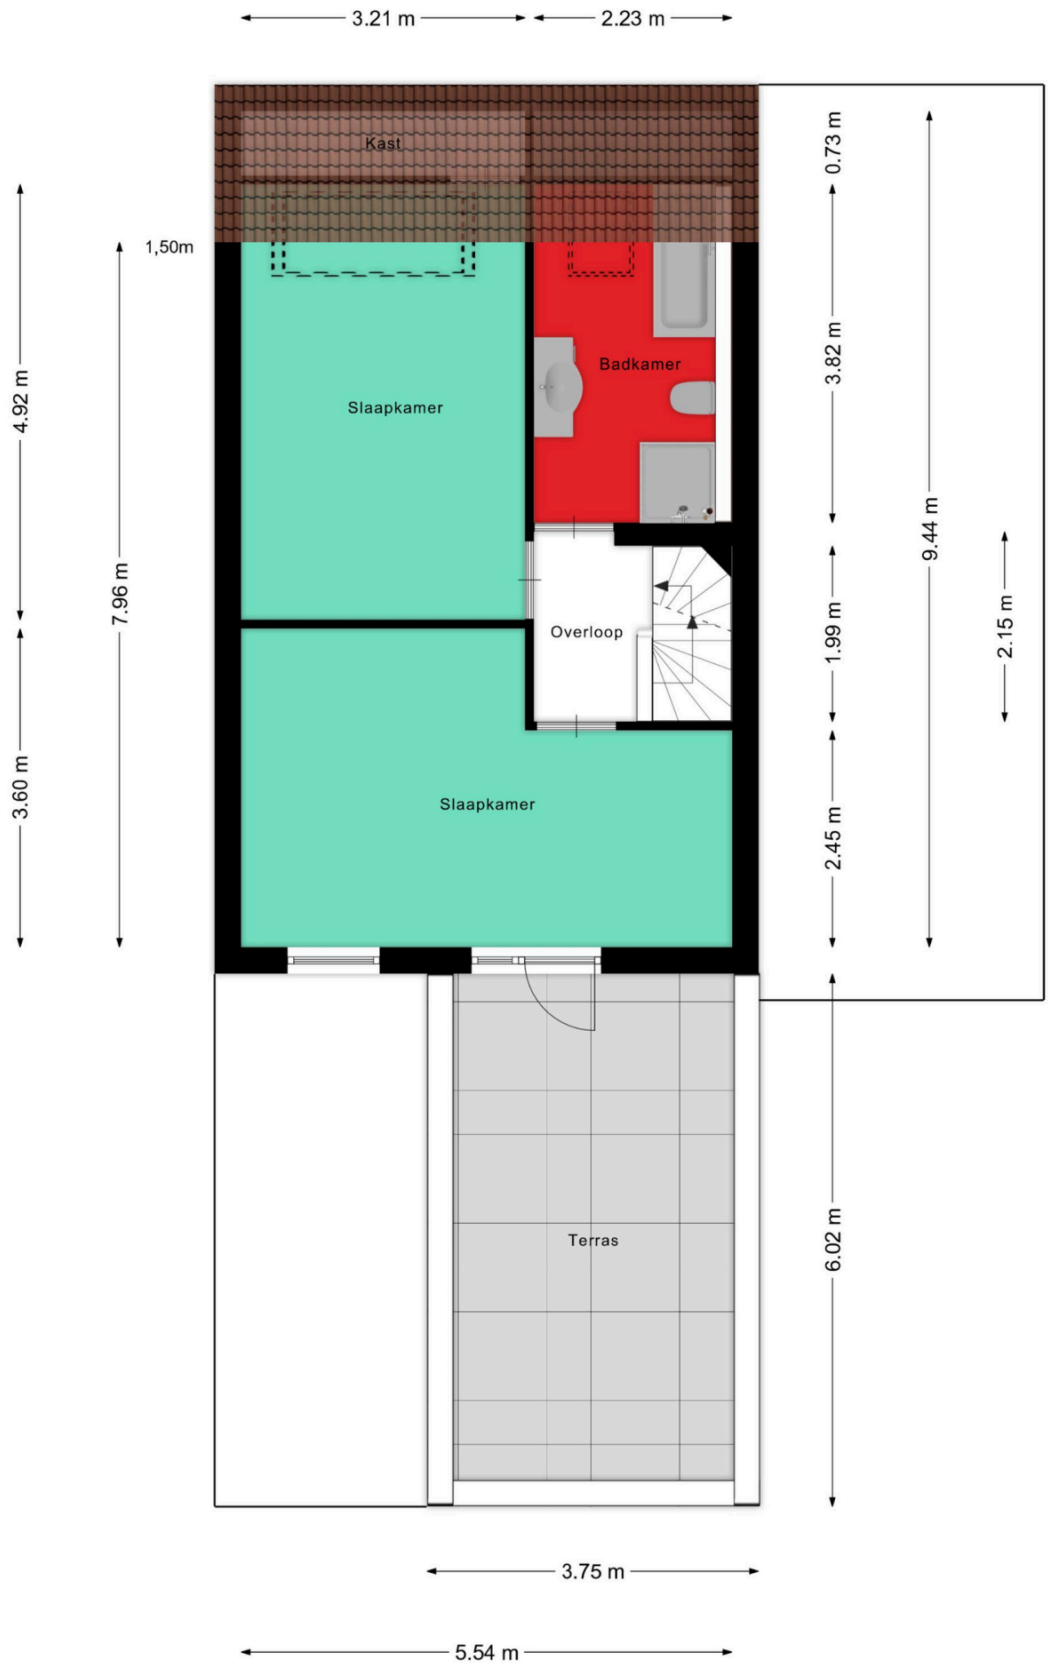 3.21 m
2.23 m
Kast
0.73 m
1,50m
3.82 m
4.92 m
Badkamer
Slaapkamer
9.44 m
7.96 m
Overloop
1.99 m
2.15 m
3.60 m
Slaapkamer
2.45 m
Terras
6.02 m
3.75 m
5.54 m